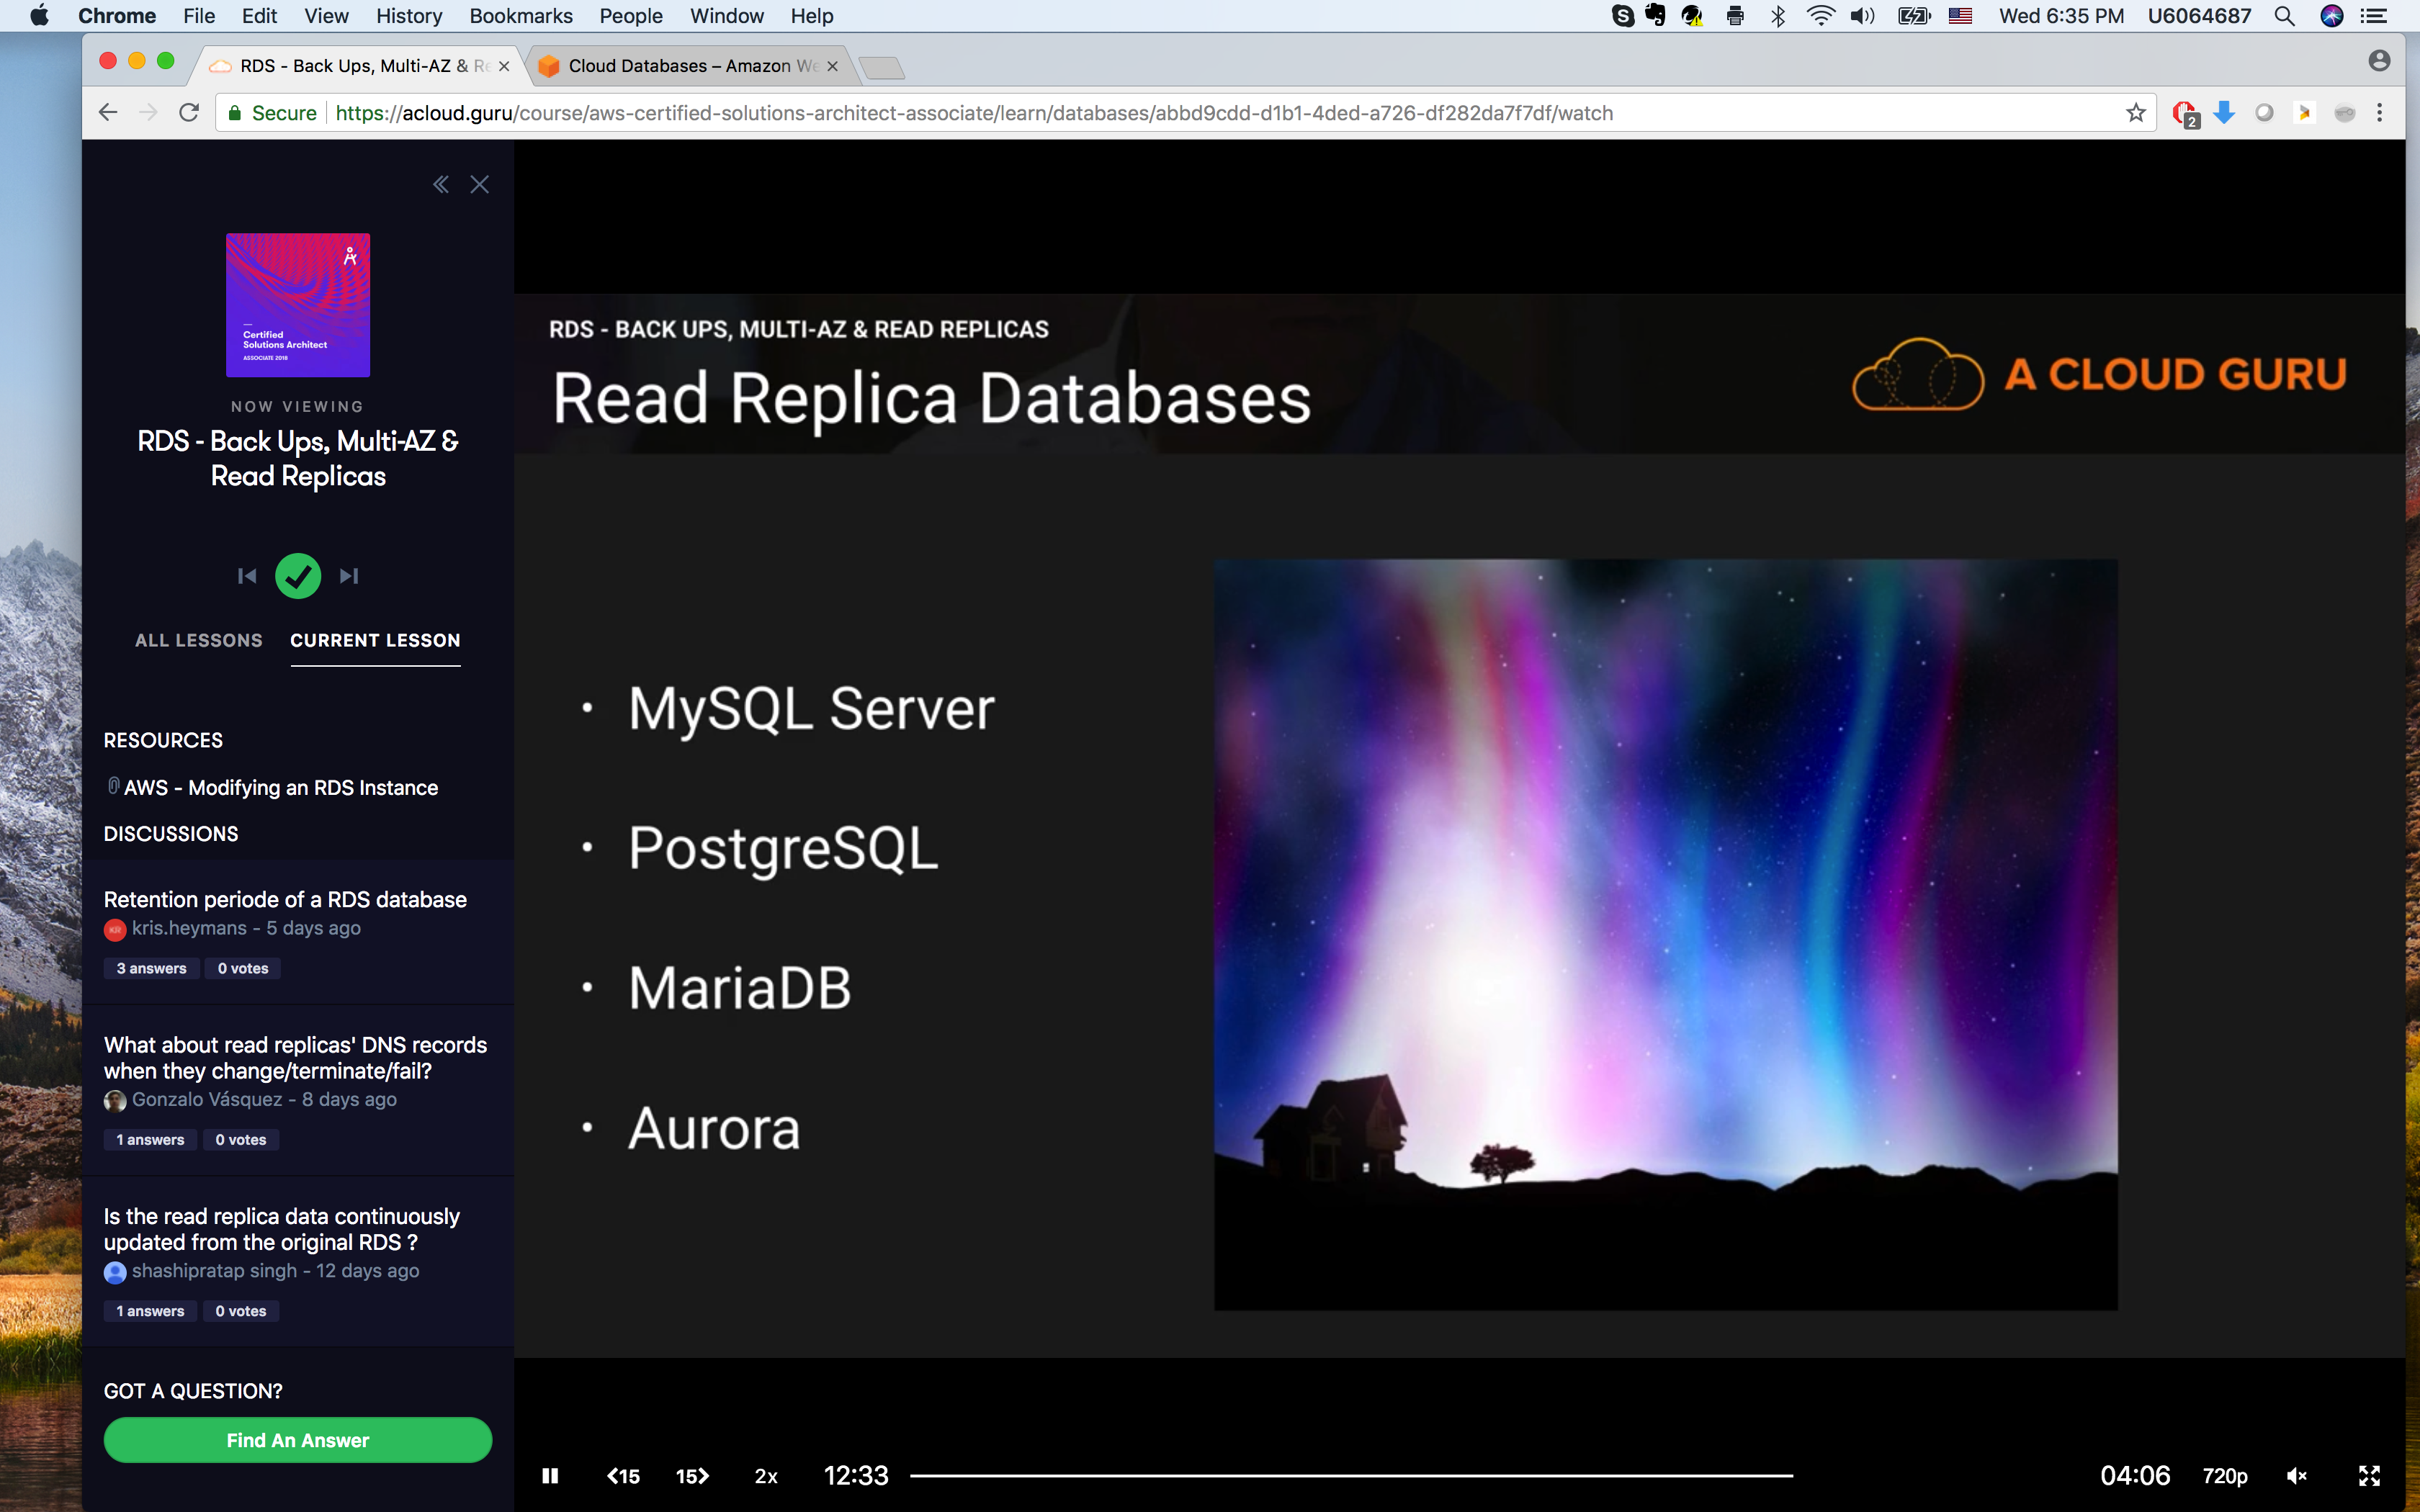 Chrome File Edit View History Bookmarks People Window Help Wed 6:35 PM U6064687
RDS - Back Ups, Multi-AZ & Re
Cloud Databases – Amazon We
Secure https://acloud.guru/course/aws-certified-solutions-architect-associate/learn/databases/abbd9cdd-d1b1-4ded-a726-df282da7f7df/watch
2
Certified
Solutions Architect
ASSOCIATE 2018
NOW VIEWING
RDS - Back Ups, Multi-AZ &
Read Replicas
ALL LESSONS CURRENT LESSON
RESOURCES
AWS - Modifying an RDS Instance
DISCUSSIONS
Retention periode of a RDS database
KR kris.heymans - 5 days ago
3 answers 0 votes
What about read replicas' DNS records
when they change/terminate/fail?
Gonzalo Vásquez - 8 days ago
1 answers 0 votes
Is the read replica data continuously
updated from the original RDS ?
shashipratap singh - 12 days ago
1 answers 0 votes
GOT A QUESTION?
Find An Answer
RDS - BACK UPS, MULTI-AZ & READ REPLICAS
Read Replica Databases
A CLOUD GURU
• MySQL Server
• PostgreSQL
• MariaDB
• Aurora
15 15 2x 12:33 04:06 720p